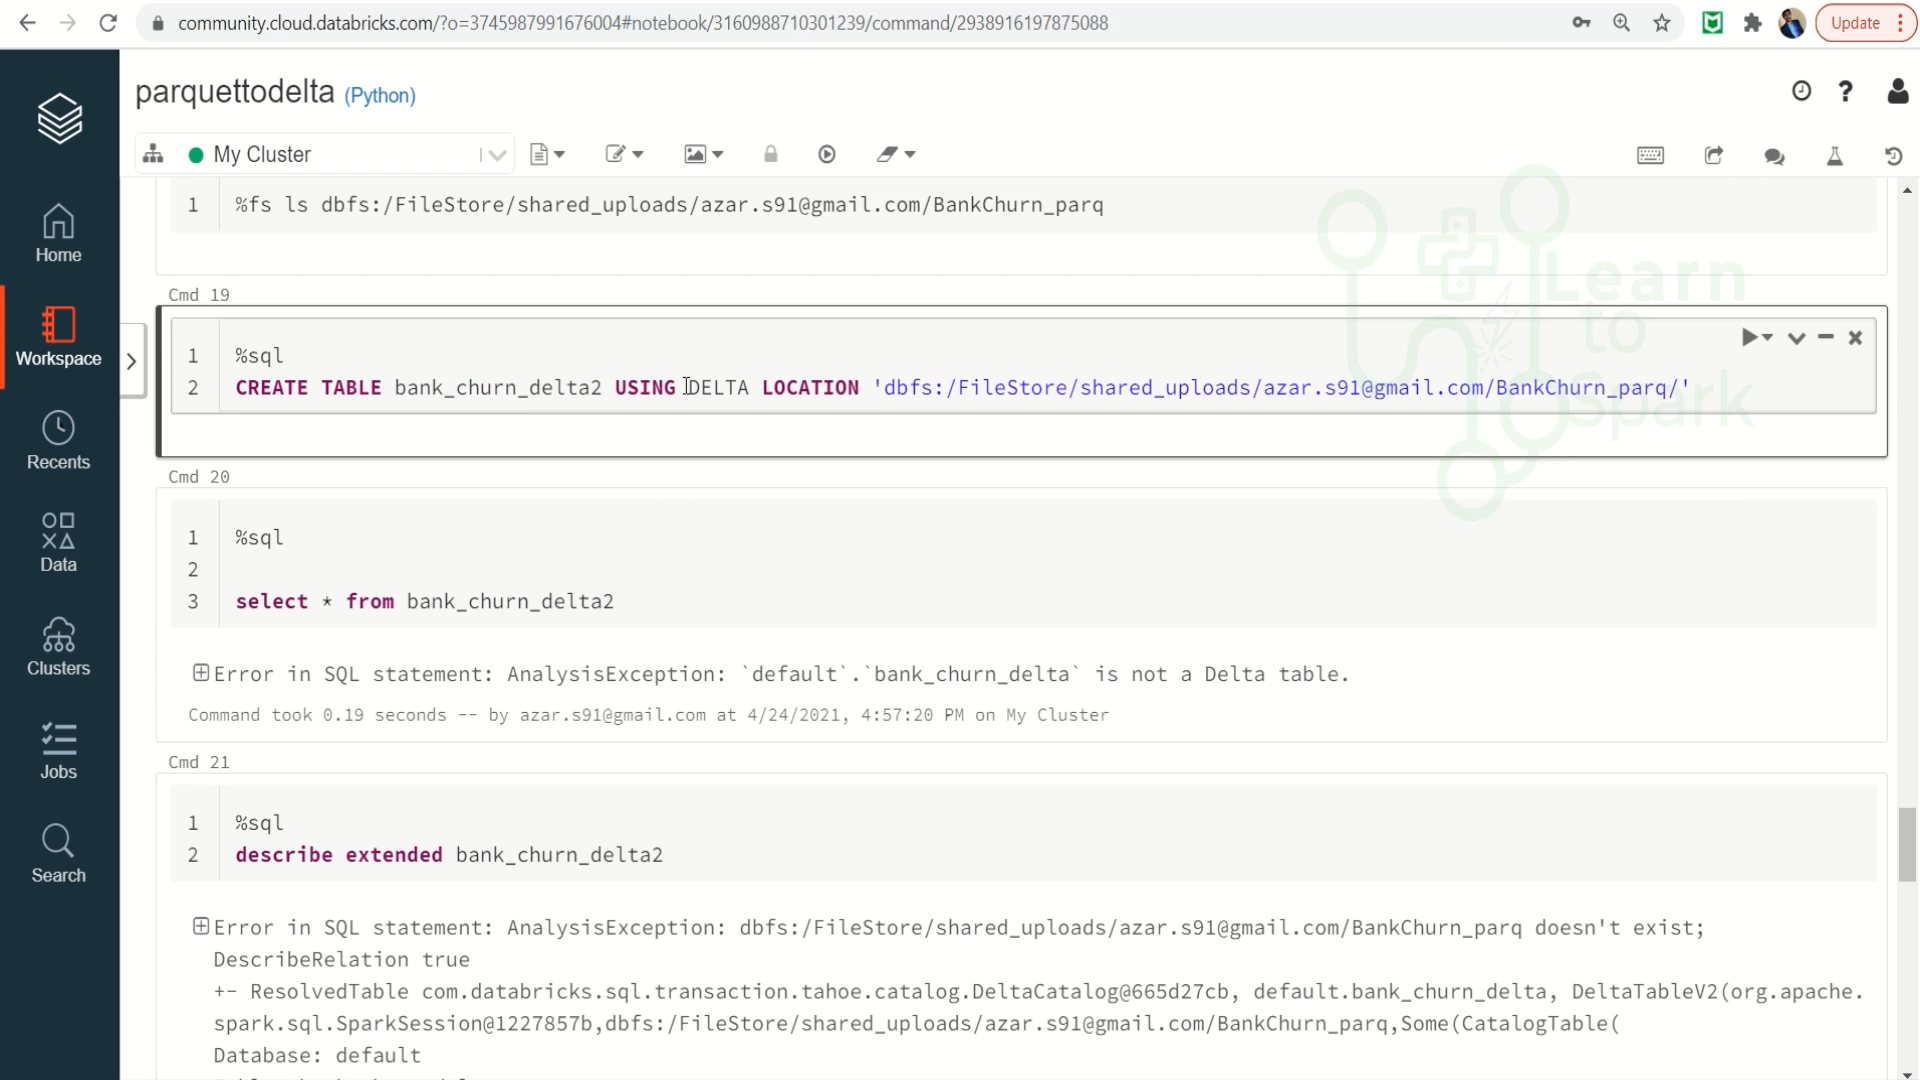 community.cloud.databricks.com/?o=3745987991676004#notebook/3160988710301239/command/2938916197875088
Update
parquettodelta (Python)
My Cluster
Home
Workspace
Recents
Data
Clusters
Jobs
Search
1 %fs ls dbfs:/FileStore/shared_uploads/azar.s91@gmail.com/BankChurn_parq
Cmd 19
1 %sql
2 CREATE TABLE bank_churn_delta2 USING DELTA LOCATION 'dbfs:/FileStore/shared_uploads/azar.s91@gmail.com/BankChurn_parq/'
Learn
to
Spark
Cmd 20
1 %sql
2
3 select * from bank_churn_delta2
Error in SQL statement: AnalysisException: `default`.`bank_churn_delta` is not a Delta table.
Command took 0.19 seconds -- by azar.s91@gmail.com at 4/24/2021, 4:57:20 PM on My Cluster
Cmd 21
1 %sql
2 describe extended bank_churn_delta2
Error in SQL statement: AnalysisException: dbfs:/FileStore/shared_uploads/azar.s91@gmail.com/BankChurn_parq doesn't exist;
DescribeRelation true
+- ResolvedTable com.databricks.sql.transaction.tahoe.catalog.DeltaCatalog@665d27cb, default.bank_churn_delta, DeltaTableV2(org.apache.
spark.sql.SparkSession@1227857b,dbfs:/FileStore/shared_uploads/azar.s91@gmail.com/BankChurn_parq,Some(CatalogTable(
Database: default